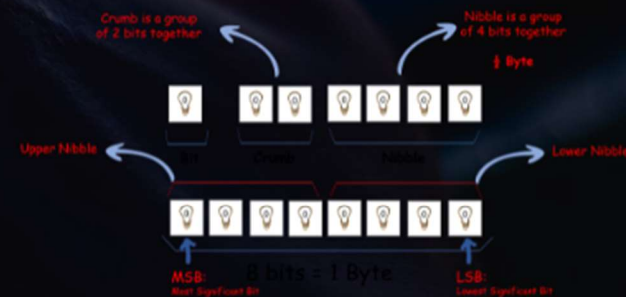 Crumb is a group
of 2 bits together
Nibble is a group
of 4 bits together
½ Byte
Bit
Crumb
Nibble
Upper Nibble
Lower Nibble
8 bits = 1 Byte
MSB:
Most Significant Bit
LSB:
Lowest Significant Bit